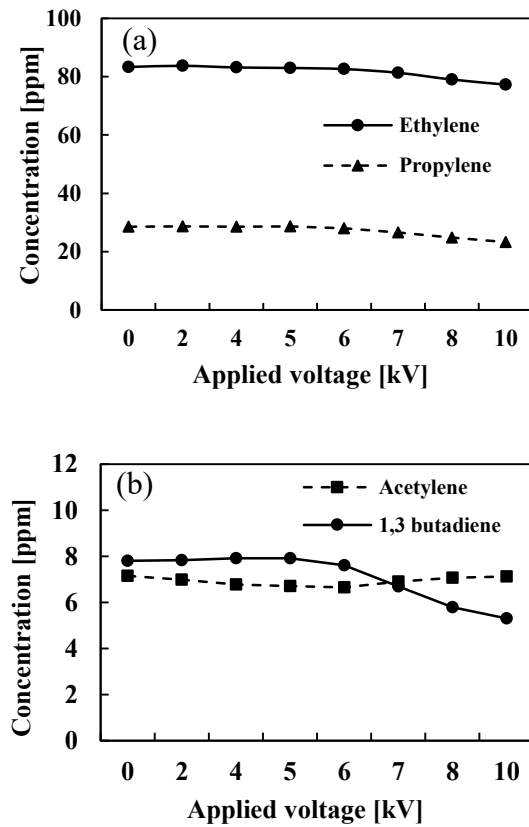 (a)
Concentration [ppm]
100
80
60
40
20
0
Ethylene
Propylene
0 2 4 5 6 7 8 10
Applied voltage [kV]
(b)
Concentration [ppm]
12
10
8
6
4
2
0
Acetylene
1,3 butadiene
0 2 4 5 6 7 8 10
Applied voltage [kV]